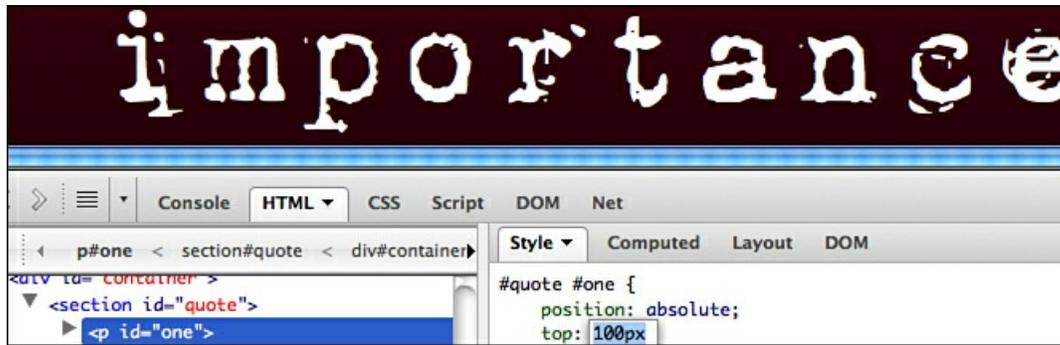 importance
Console HTML CSS Script DOM Net
p#one < section#quote < div#container
Style Computed Layout DOM
<div id="container">
<section id="quote">
<p id="one">
#quote #one {
position: absolute;
top: 100px